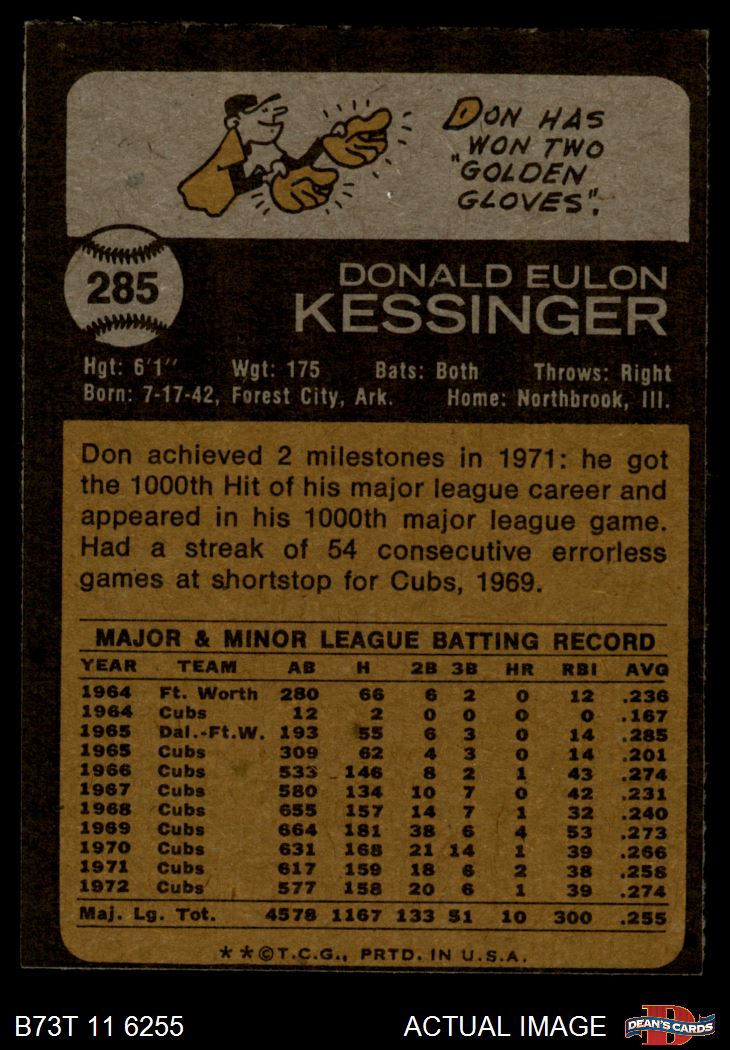 DON HAS
WON TWO
"GOLDEN
GLOVES".
285
DONALD EULON
KESSINGER
Hgt: 6'1'' Wgt: 175 Bats: Both Throws: Right
Born: 7-17-42, Forest City, Ark. Home: Northbrook, Ill.
Don achieved 2 milestones in 1971: he got
the 1000th Hit of his major league career and
appeared in his 1000th major league game.
Had a streak of 54 consecutive errorless
games at shortstop for Cubs, 1969.
MAJOR & MINOR LEAGUE BATTING RECORD
YEAR TEAM AB H 2B 3B HR RBI AVG
1964 Ft. Worth 280 66 6 2 0 12 .236
1964 Cubs 12 2 0 0 0 0 .167
1965 Dal.-Ft.W. 193 55 6 3 0 14 .285
1965 Cubs 309 62 4 3 0 14 .201
1966 Cubs 533 146 8 2 1 43 .274
1967 Cubs 580 134 10 7 0 42 .231
1968 Cubs 655 157 14 7 1 32 .240
1969 Cubs 664 181 38 6 4 53 .273
1970 Cubs 631 168 21 14 1 39 .266
1971 Cubs 617 159 18 6 2 38 .258
1972 Cubs 577 158 20 6 1 39 .274
Maj. Lg. Tot. 4578 1167 133 51 10 300 .255
**©T.C.G., PRTD. IN U.S.A.
B73T 11 6255 ACTUAL IMAGE D DEAN'S CARDS